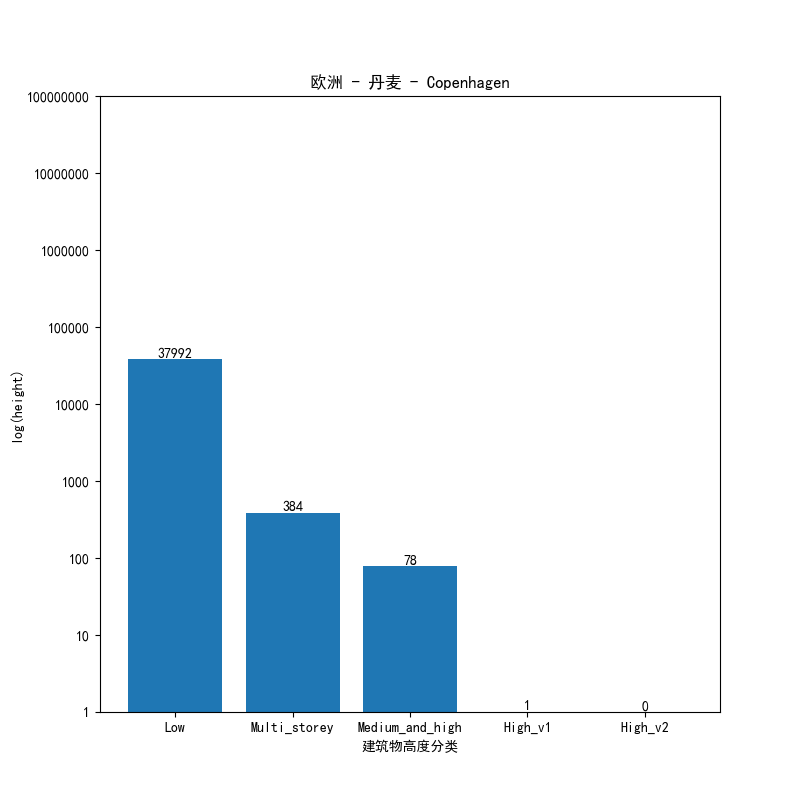 欧洲 - 丹麦 - Copenhagen
100000000
10000000
1000000
100000
10000
1000
100
10
1
log(height)
37992
384
78
1
0
Low
Multi_storey
Medium_and_high
High_v1
High_v2
建筑物高度分类